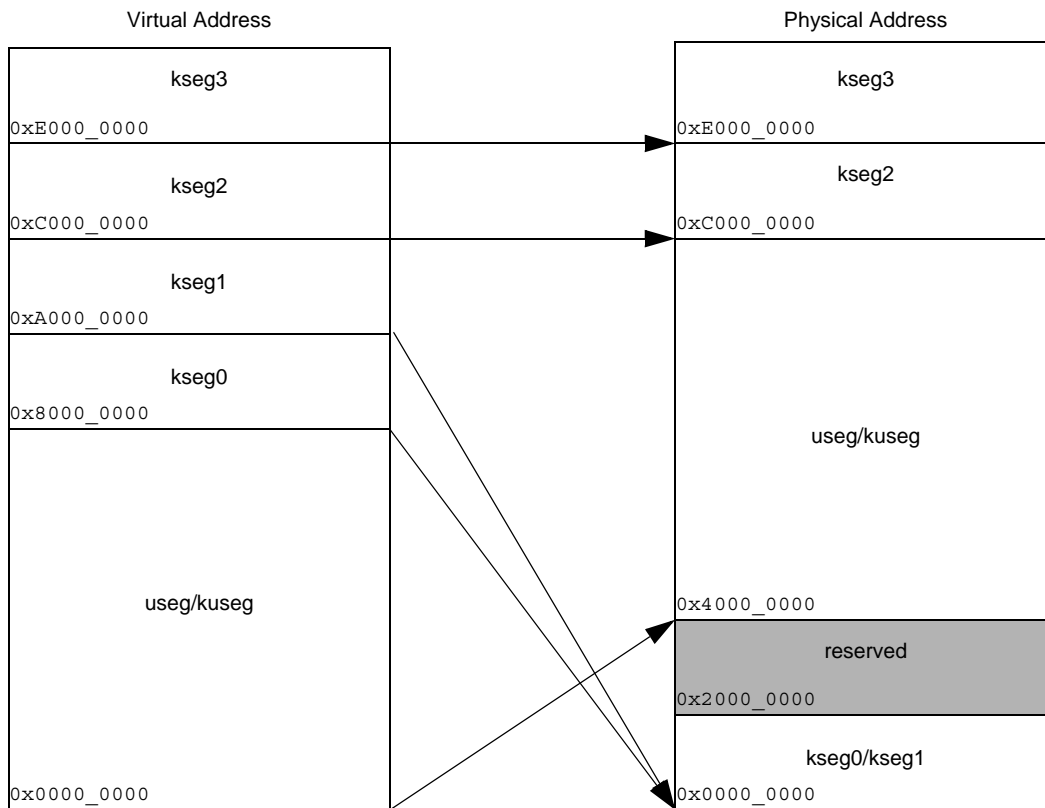 Virtual Address
Physical Address
kseg3
0xE000_0000
kseg2
0xC000_0000
kseg1
0xA000_0000
kseg0
0x8000_0000
useg/kuseg
0x0000_0000
kseg3
0xE000_0000
kseg2
0xC000_0000
useg/kuseg
0x4000_0000
reserved
0x2000_0000
kseg0/kseg1
0x0000_0000